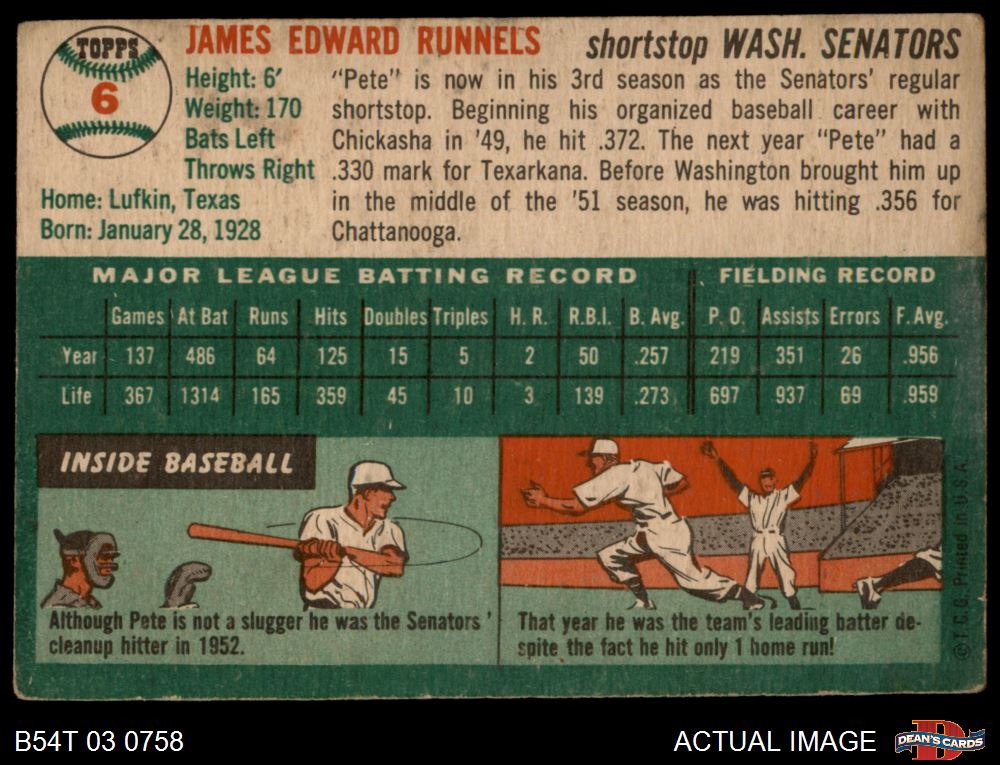 TOPPS
6
JAMES EDWARD RUNNELS shortstop WASH. SENATORS
Height: 6'
Weight: 170
Bats Left
Throws Right
Home: Lufkin, Texas
Born: January 28, 1928
"Pete" is now in his 3rd season as the Senators' regular
shortstop. Beginning his organized baseball career with
Chickasha in '49, he hit .372. The next year "Pete" had a
.330 mark for Texarkana. Before Washington brought him up
in the middle of the '51 season, he was hitting .356 for
Chattanooga.
MAJOR LEAGUE BATTING RECORD FIELDING RECORD
Games At Bat Runs Hits Doubles Triples H. R. R.B.I. B. Avg. P. O. Assists Errors F. Avg.
Year 137 486 64 125 15 5 2 50 .257 219 351 26 .956
Life 367 1314 165 359 45 10 3 139 .273 697 937 69 .959
INSIDE BASEBALL
Although Pete is not a slugger he was the Senators'
cleanup hitter in 1952.
That year he was the team's leading batter de-
spite the fact he hit only 1 home run!
© T.C.G. Printed in U.S.A.
B54T 03 0758
ACTUAL IMAGE
DEAN'S CARDS